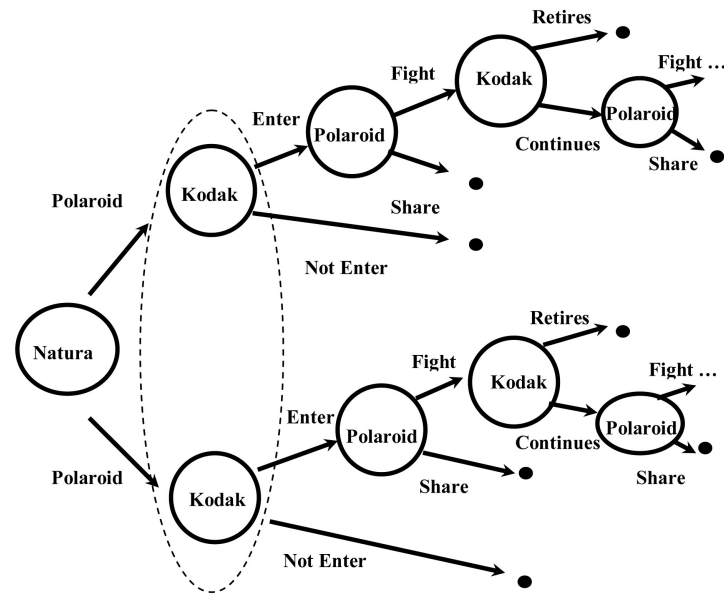 Retires
Fight …
Fight
Kodak
Enter
Polaroid
Polaroid
Continues
Share
Polaroid
Kodak
Share
Not Enter
Natura
Retires
Fight …
Fight
Kodak
Enter
Polaroid
Polaroid
Continues
Share
Polaroid
Kodak
Share
Not Enter